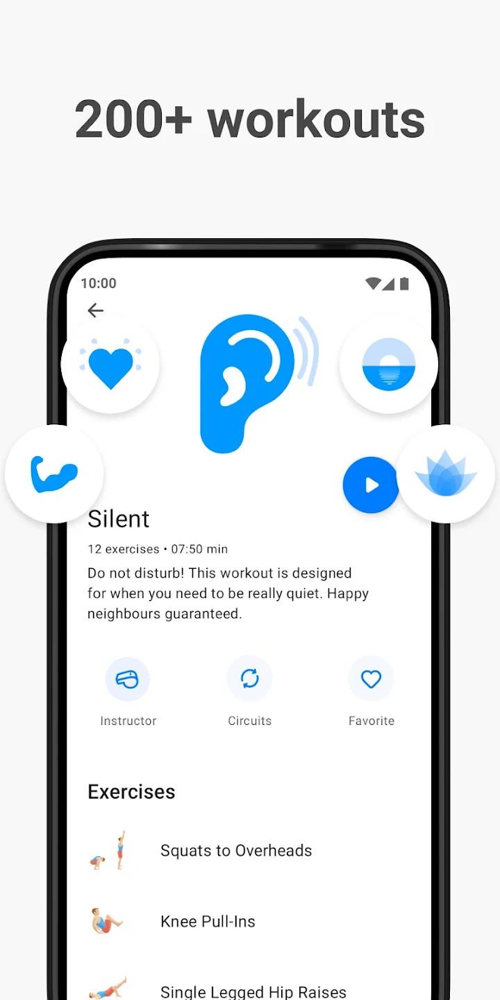 200+ workouts
10:00
Silent
12 exercises • 07:50 min
Do not disturb! This workout is designed
for when you need to be really quiet. Happy
neighbours guaranteed.
Instructor
Circuits
Favorite
Exercises
Squats to Overheads
Knee Pull-Ins
Single Legged Hip Raises